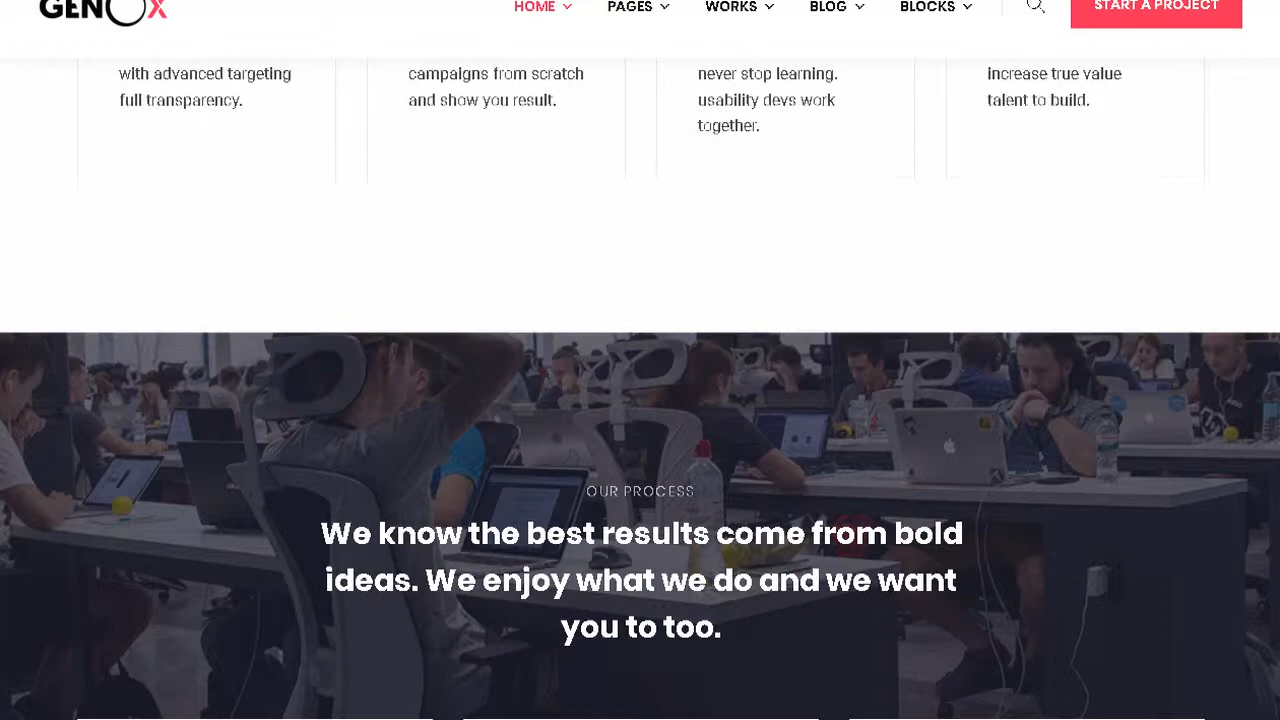 GENOX
HOME PAGES WORKS BLOG BLOCKS START A PROJECT
with advanced targeting
full transparency.
campaigns from scratch
and show you result.
never stop learning.
usability devs work
together.
increase true value
talent to build.
OUR PROCESS
We know the best results come from bold
ideas. We enjoy what we do and we want
you to too.